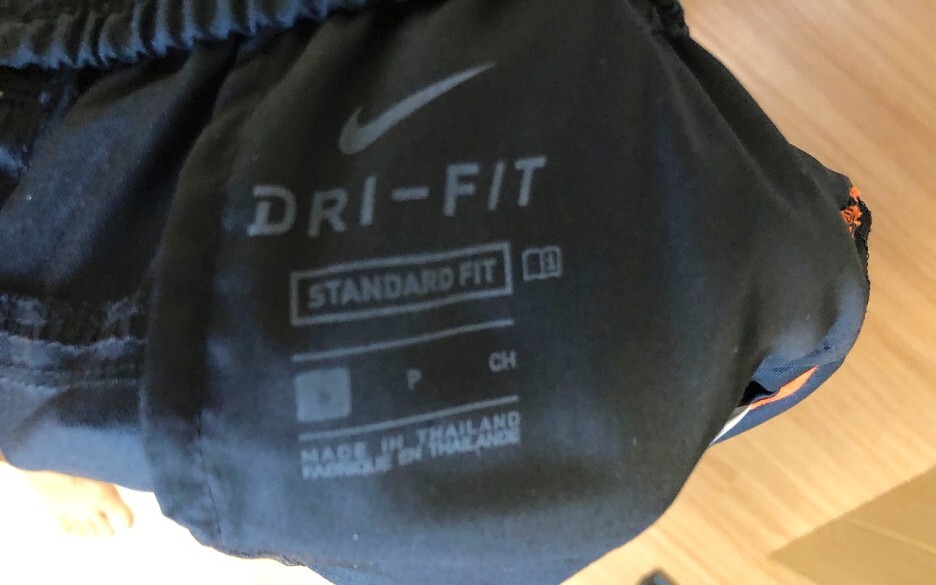 DRI-FIT
STANDARD FIT
S P CH
MADE IN THAILAND
FABRIQUÉ EN THAÏLANDE